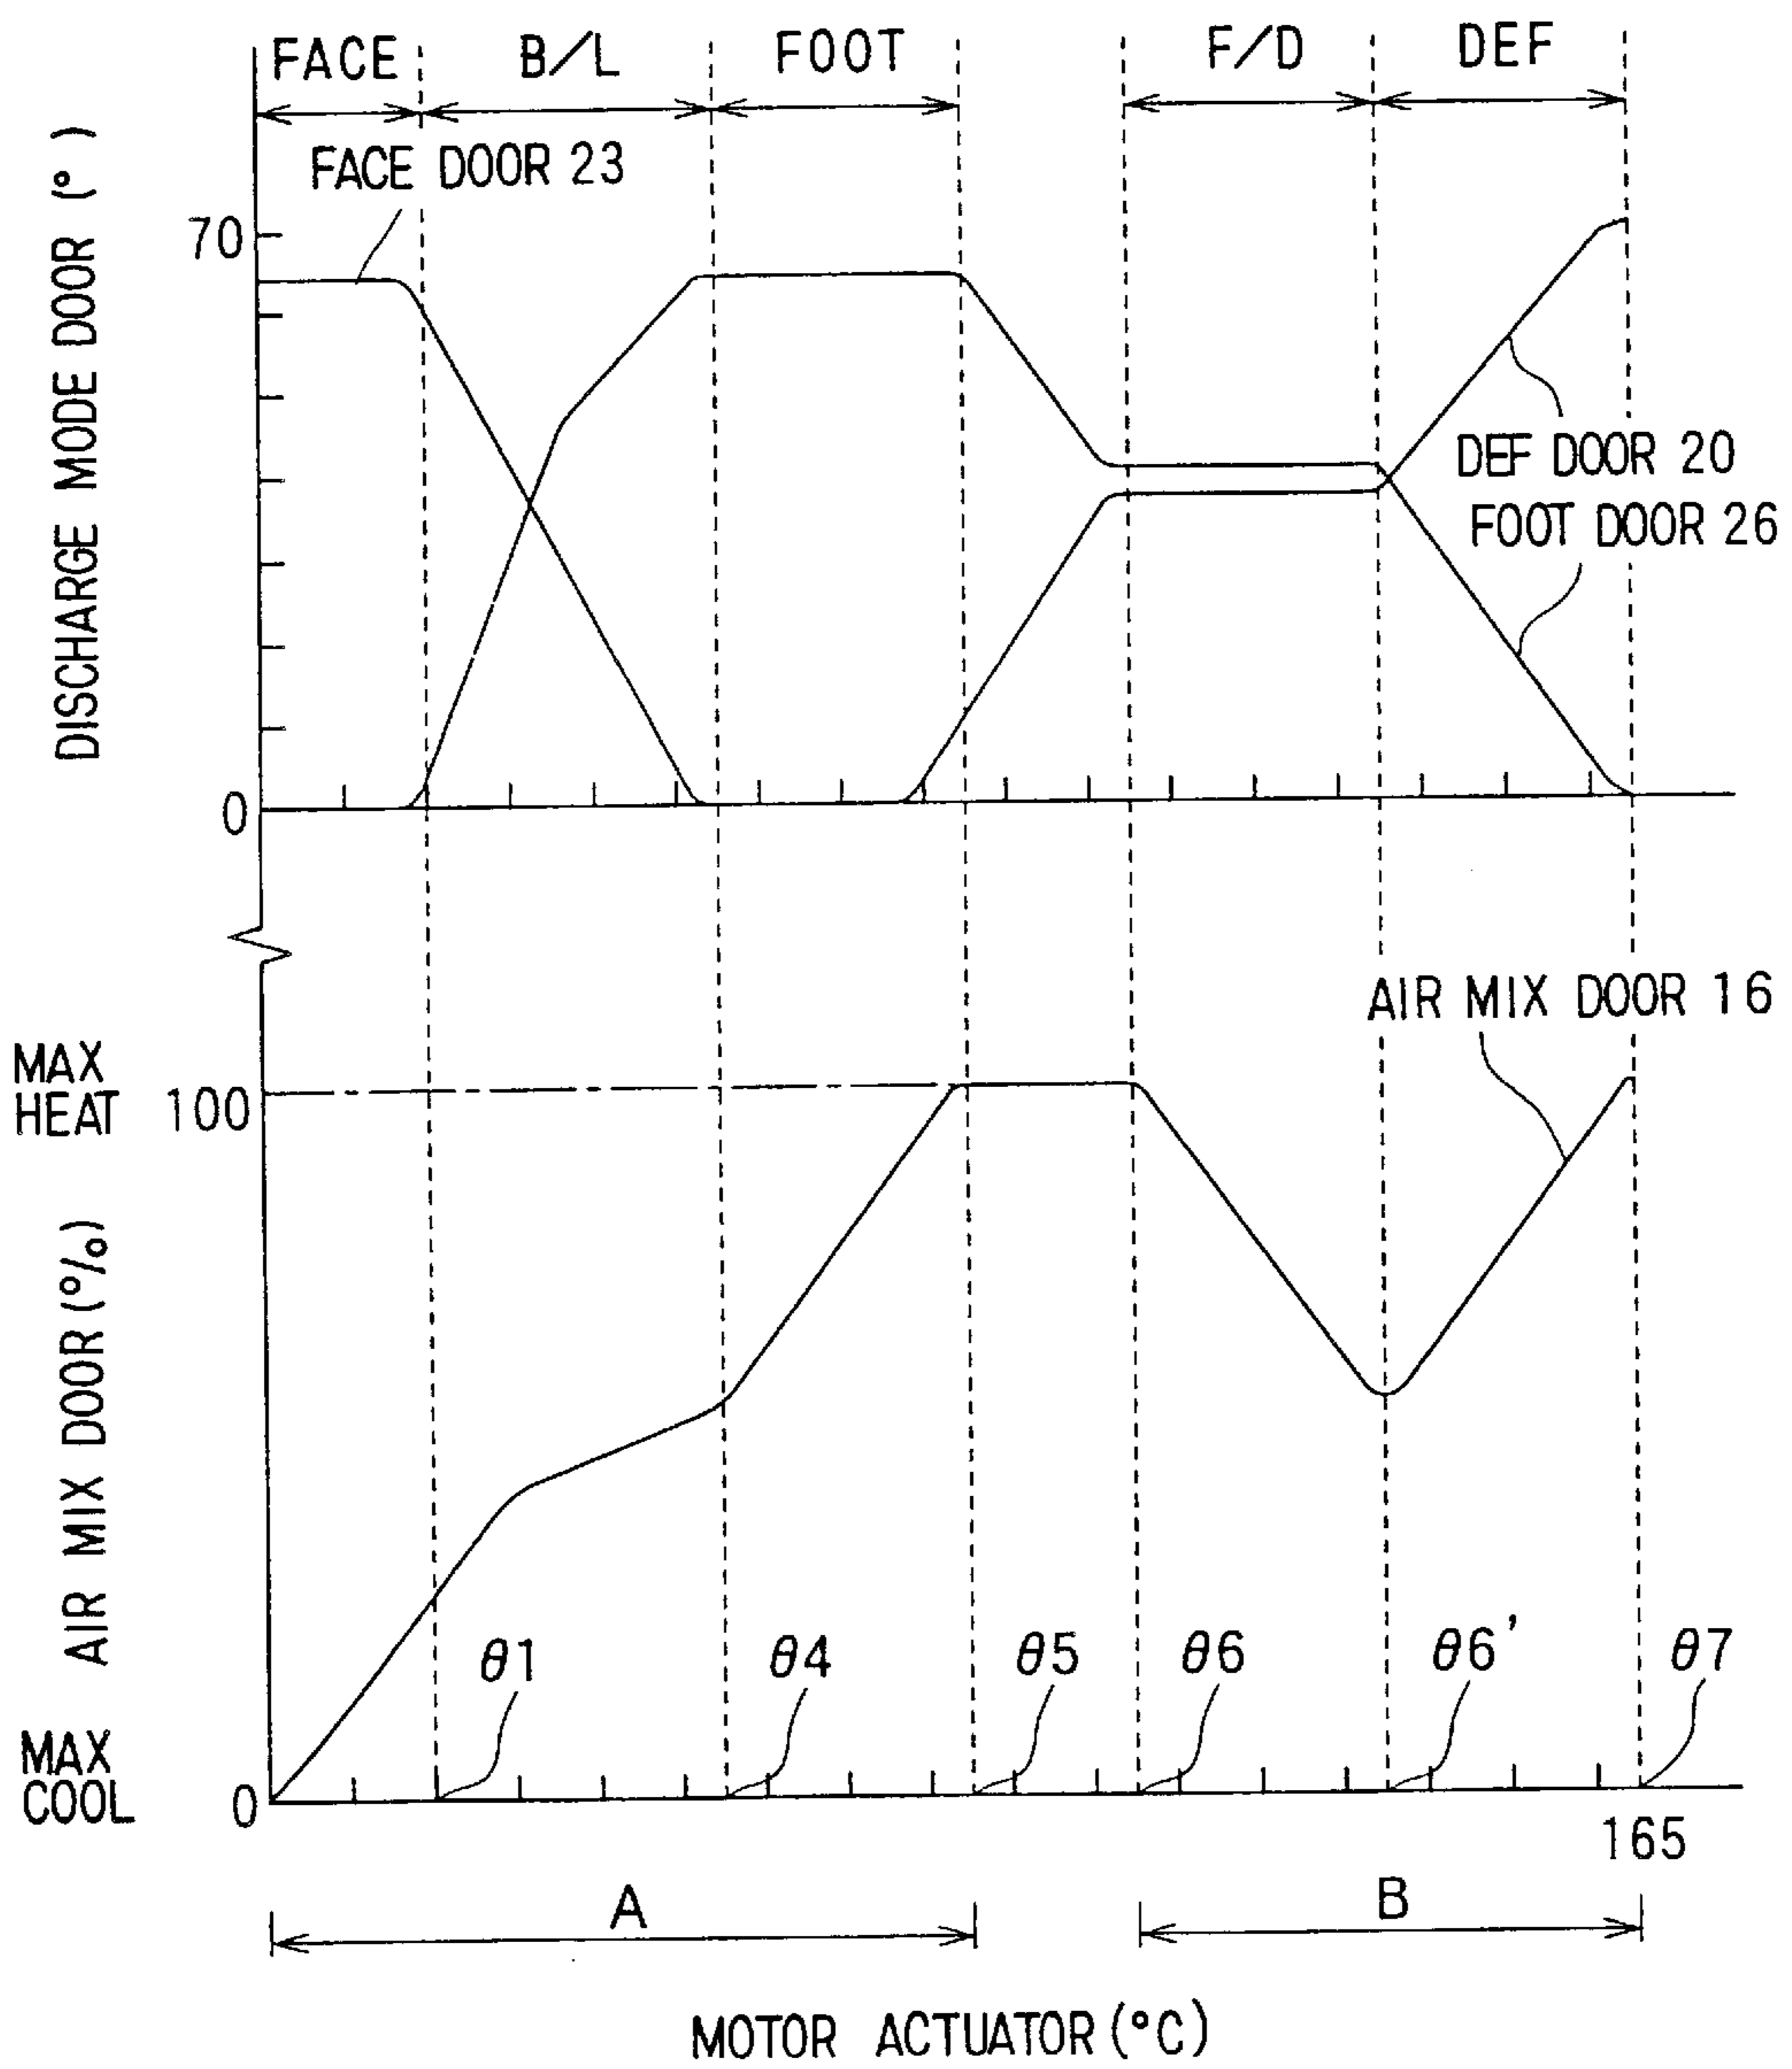 FACE
B/L
FOOT
F/D
DEF
FACE DOOR 23
DISCHARGE MODE DOOR (°)
70
DEF DOOR 20
FOOT DOOR 26
0
AIR MIX DOOR 16
MAX
HEAT 100
AIR MIX DOOR (%)
θ1
θ4
θ5
θ6
θ6'
θ7
MAX
COOL 0
165
A
B
MOTOR ACTUATOR (°C)